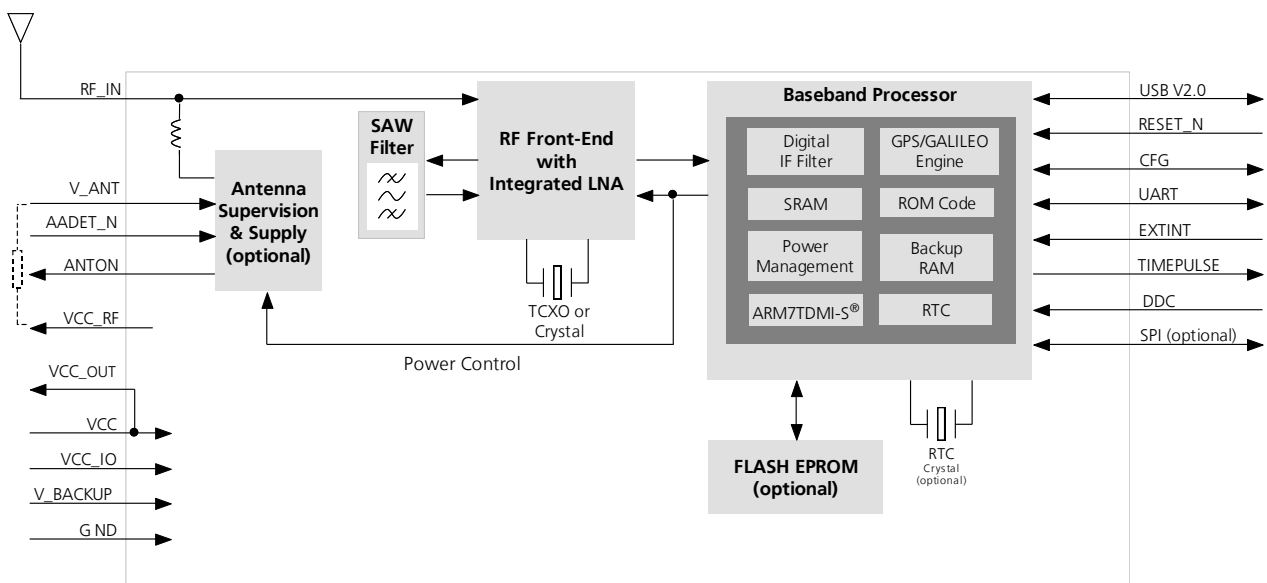 RF_IN
V_ANT
AADET_N
ANTON
VCC_RF
VCC_OUT
VCC
VCC_IO
V_BACKUP
G ND
Antenna
Supervision
& Supply
(optional)
SAW
Filter
RF Front-End
with
Integrated LNA
TCXO or
Crystal
Power Control
Baseband Processor
Digital
IF Filter
GPS/GALILEO
Engine
SRAM
ROM Code
Power
Management
Backup
RAM
ARM7TDMI-S®
RTC
FLASH EPROM
(optional)
RTC
Crystal
(optional)
USB V2.0
RESET_N
CFG
UART
EXTINT
TIMEPULSE
DDC
SPI (optional)